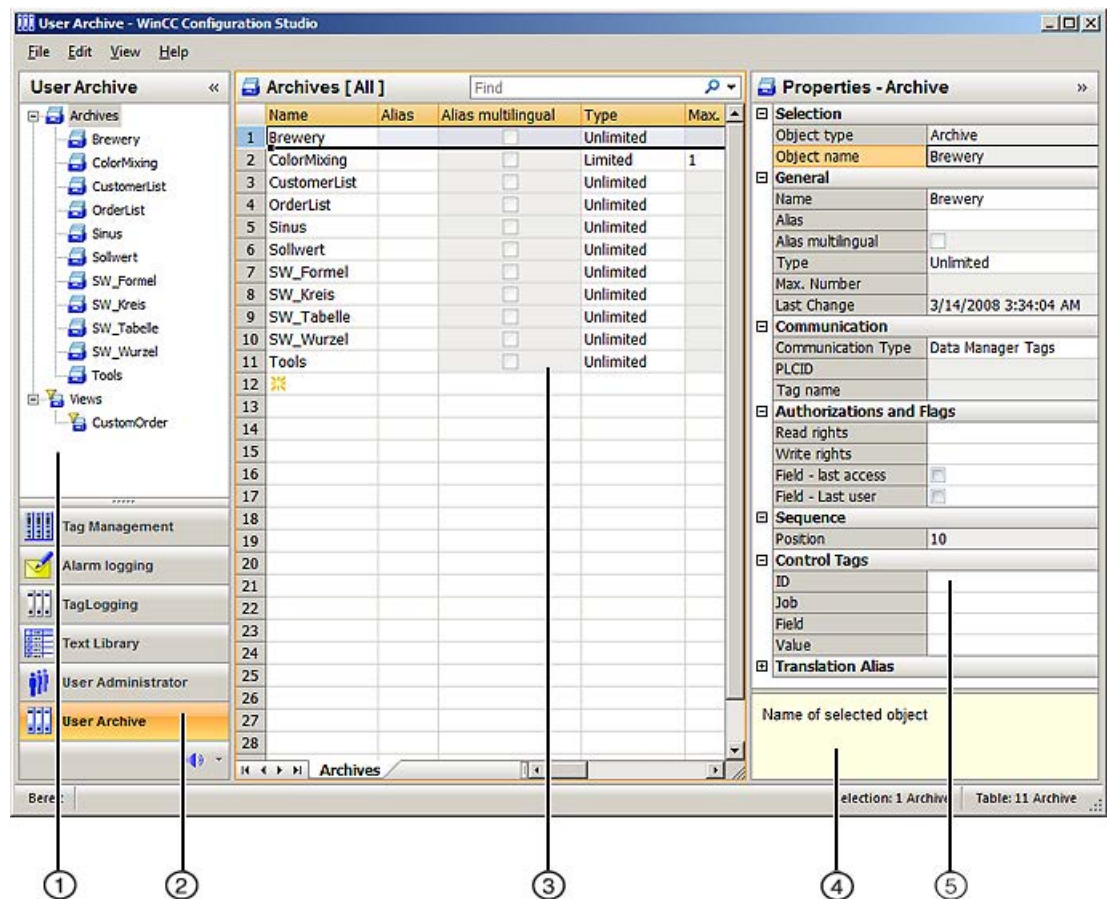 User Archive - WinCC Configuration Studio
File Edit View Help
User Archive «
Archives
Brewery
ColorMixing
CustomerList
OrderList
Sinus
Sollwert
SW_Formel
SW_Kreis
SW_Tabelle
SW_Wurzel
Tools
Views
CustomOrder
Tag Management
Alarm logging
TagLogging
Text Library
User Administrator
User Archive
Archives [ All ] Find
Name Alias Alias multilingual Type Max.
1 Brewery Unlimited
2 ColorMixing Limited 1
3 CustomerList Unlimited
4 OrderList Unlimited
5 Sinus Unlimited
6 Sollwert Unlimited
7 SW_Formel Unlimited
8 SW_Kreis Unlimited
9 SW_Tabelle Unlimited
10 SW_Wurzel Unlimited
11 Tools Unlimited
12
13
14
15
16
17
18
19
20
21
22
23
24
25
26
27
28
Archives
Properties - Archive »
Selection
Object type Archive
Object name Brewery
General
Name Brewery
Alias
Alias multilingual
Type Unlimited
Max. Number
Last Change 3/14/2008 3:34:04 AM
Communication
Communication Type Data Manager Tags
PLCID
Tag name
Authorizations and Flags
Read rights
Write rights
Field - last access
Field - Last user
Sequence
Position 10
Control Tags
ID
Job
Field
Value
Translation Alias
Name of selected object
election: 1 Archive Table: 11 Archive
1 2 3 4 5